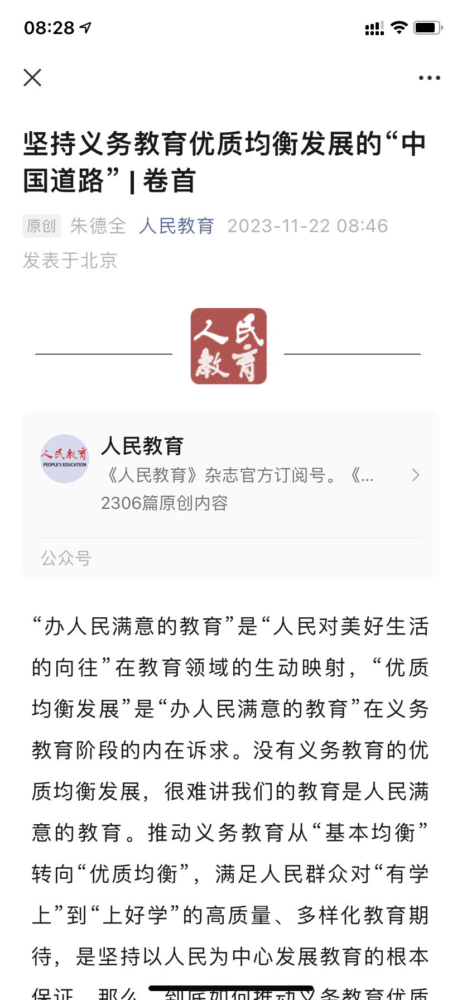 08:28
坚持义务教育优质均衡发展的“中
国道路” | 卷首
原创 朱德全 人民教育 2023-11-22 08:46
发表于北京
人民
教育
人民教育
PEOPLE'S EDUCATION
人民教育
《人民教育》杂志官方订阅号。《...
2306篇原创内容
公众号
“办人民满意的教育”是“人民对美好生活
的向往”在教育领域的生动映射，“优质
均衡发展”是“办人民满意的教育”在义务
教育阶段的内在诉求。没有义务教育的优
质均衡发展，很难讲我们的教育是人民满
意的教育。推动义务教育从“基本均衡”
转向“优质均衡”，满足人民群众对“有学
上”到“上好学”的高质量、多样化教育期
待，是坚持以人民为中心发展教育的根本
保证。那么，到底如何推动义务教育优质